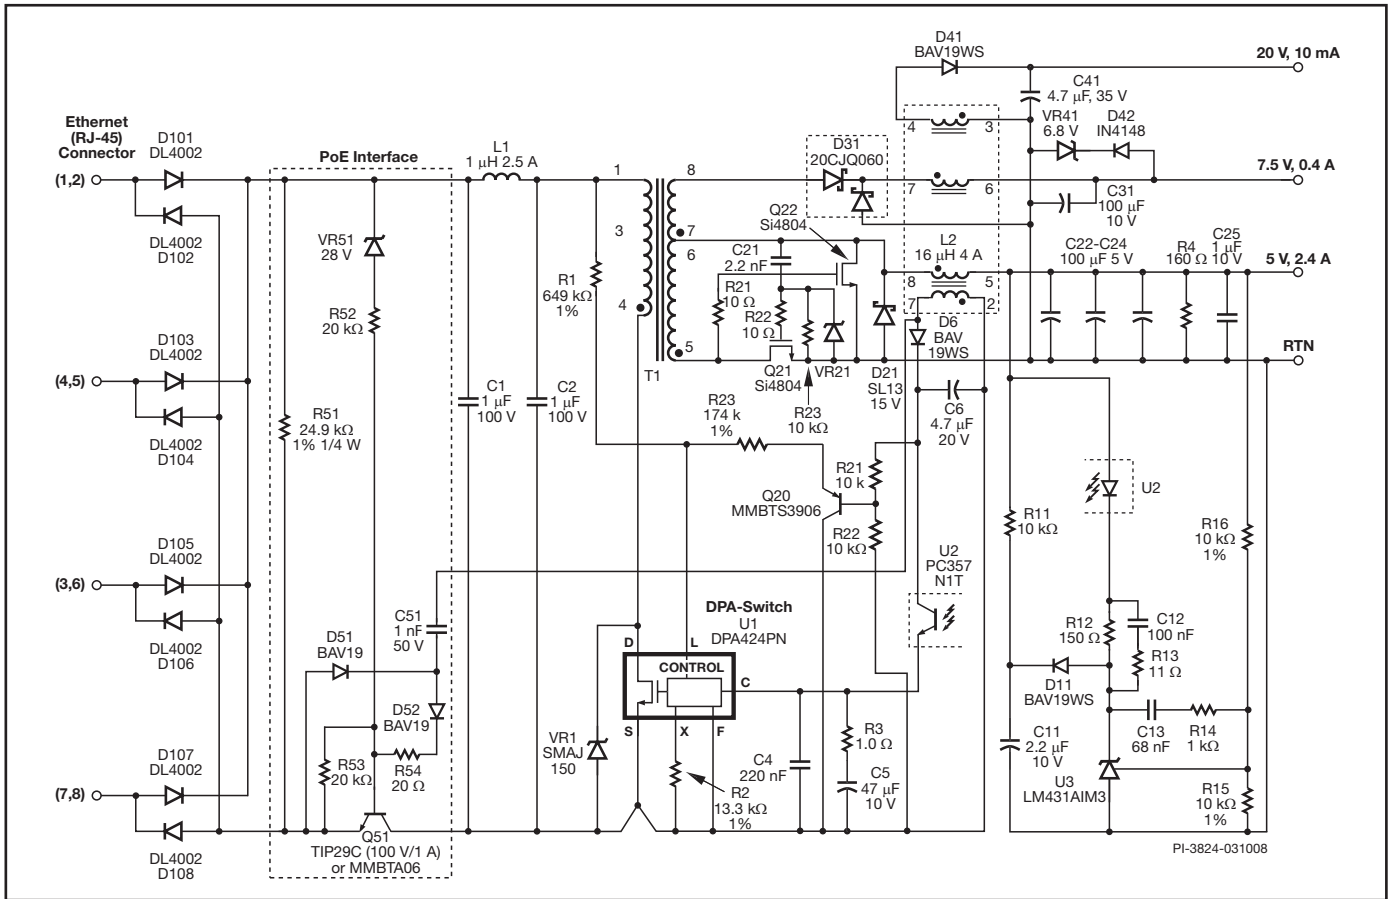 D41
BAV19WS
20 V, 10 mA
C41
4.7 μF, 35 V
VR41
6.8 V
D42
IN4148
4
3
Ethernet
(RJ-45)
Connector
D101
DL4002
PoE Interface
L1
1 μH 2.5 A
D31
20CJQ060
(1,2)
1
8
7
6
7.5 V, 0.4 A
C31
100 μF
10 V
DL4002
D102
VR51
28 V
3
7
6
Q22
Si4804
C21
2.2 nF
L2
16 μH 4 A
C22-C24
100 μF 5 V
R4
160 Ω
C25
1 μF
10 V
8
5
5 V, 2.4 A
R1
649 kΩ
1%
R21
10 Ω
R22
10 Ω
7
2
R52
20 kΩ
4
D6
BAV
19WS
D103
DL4002
5
RTN
(4,5)
T1
Q21
Si4804
VR21
D21
SL13
15 V
C1
1 μF
100 V
C2
1 μF
100 V
R23
174 k
1%
R23
10 kΩ
C6
4.7 μF
20 V
R51
24.9 kΩ
1% 1/4 W
DL4002
D104
Q20
MMBTS3906
R21
10 k
U2
R11
10 kΩ
R16
10 kΩ
1%
R22
10 kΩ
D105
DL4002
U2
PC357
N1T
(3,6)
DPA-Switch
U1
DPA424PN
C51
1 nF
50 V
DL4002
D106
D51
BAV19
R12
150 Ω
C12
100 nF
R13
11 Ω
D
L
CONTROL
C
D11
BAV19WS
D52
BAV19
S
X
F
VR1
SMAJ
150
R3
1.0 Ω
C13
68 nF
R14
1 kΩ
C11
2.2 μF
10 V
D107
DL4002
R53
20 kΩ
R54
20 Ω
C4
220 nF
C5
47 μF
10 V
U3
LM431AIM3
(7,8)
R2
13.3 kΩ
1%
R15
10 kΩ
1%
DL4002
D108
Q51
TIP29C (100 V/1 A)
or MMBTA06
PI-3824-031008